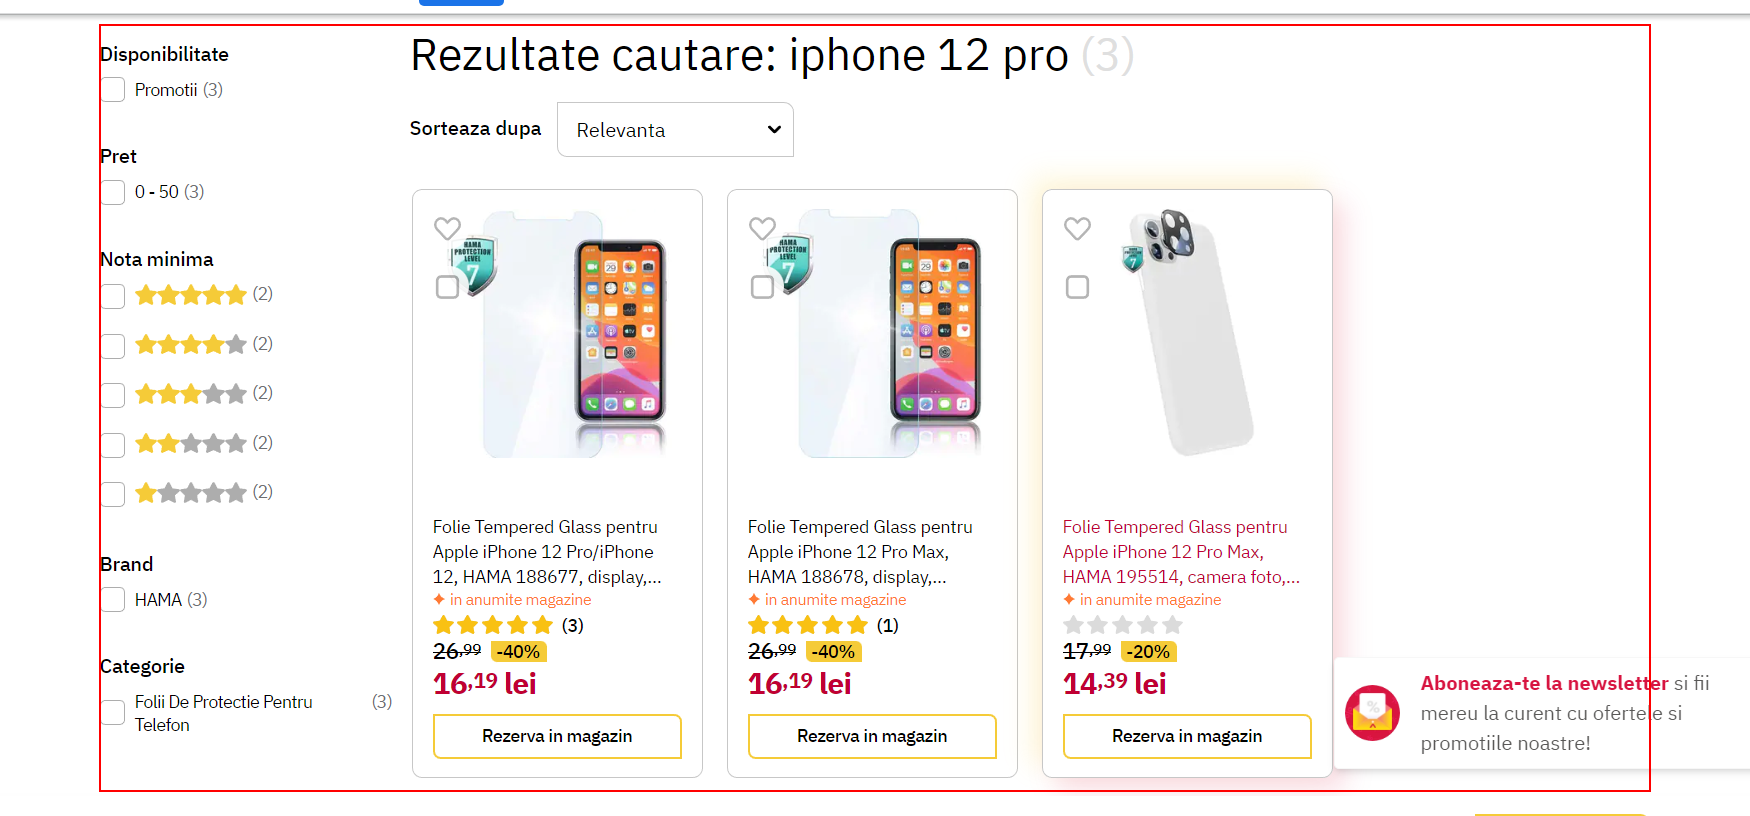 Disponibilitate
Promotii (3)
Pret
0 - 50 (3)
Nota minima
(2)
(2)
(2)
(2)
(2)
Brand
HAMA (3)
Categorie
Folii De Protectie Pentru (3)
Telefon
Rezultate cautare: iphone 12 pro (3)
Sorteaza dupa Relevanta
HAMA
PROTECTION
LEVEL
7
Folie Tempered Glass pentru
Apple iPhone 12 Pro/iPhone
12, HAMA 188677, display,...
in anumite magazine
(3)
26,99 -40%
16,19 lei
Rezerva in magazin
HAMA
PROTECTION
LEVEL
7
Folie Tempered Glass pentru
Apple iPhone 12 Pro Max,
HAMA 188678, display,...
in anumite magazine
(1)
26,99 -40%
16,19 lei
Rezerva in magazin
7
Folie Tempered Glass pentru
Apple iPhone 12 Pro Max,
HAMA 195514, camera foto,...
in anumite magazine
17,99 -20%
14,39 lei
Rezerva in magazin
%
Aboneaza-te la newsletter si fii
mereu la curent cu ofertele si
promotiile noastre!